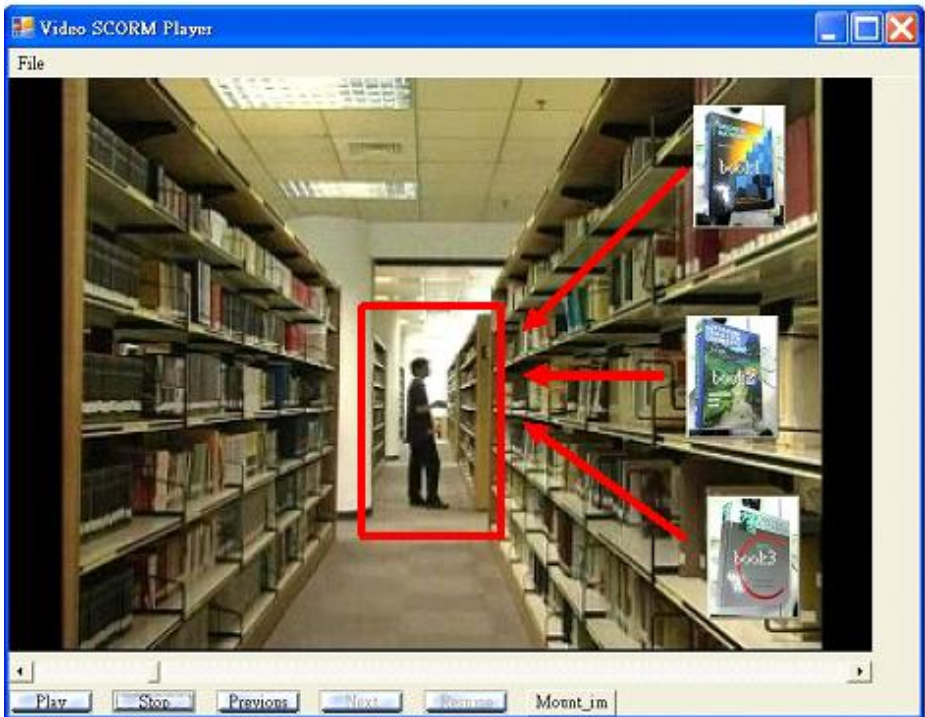 Video SCORM Player
File
book1
book2
book3
Play Stop Previous Next Resume Mount_im